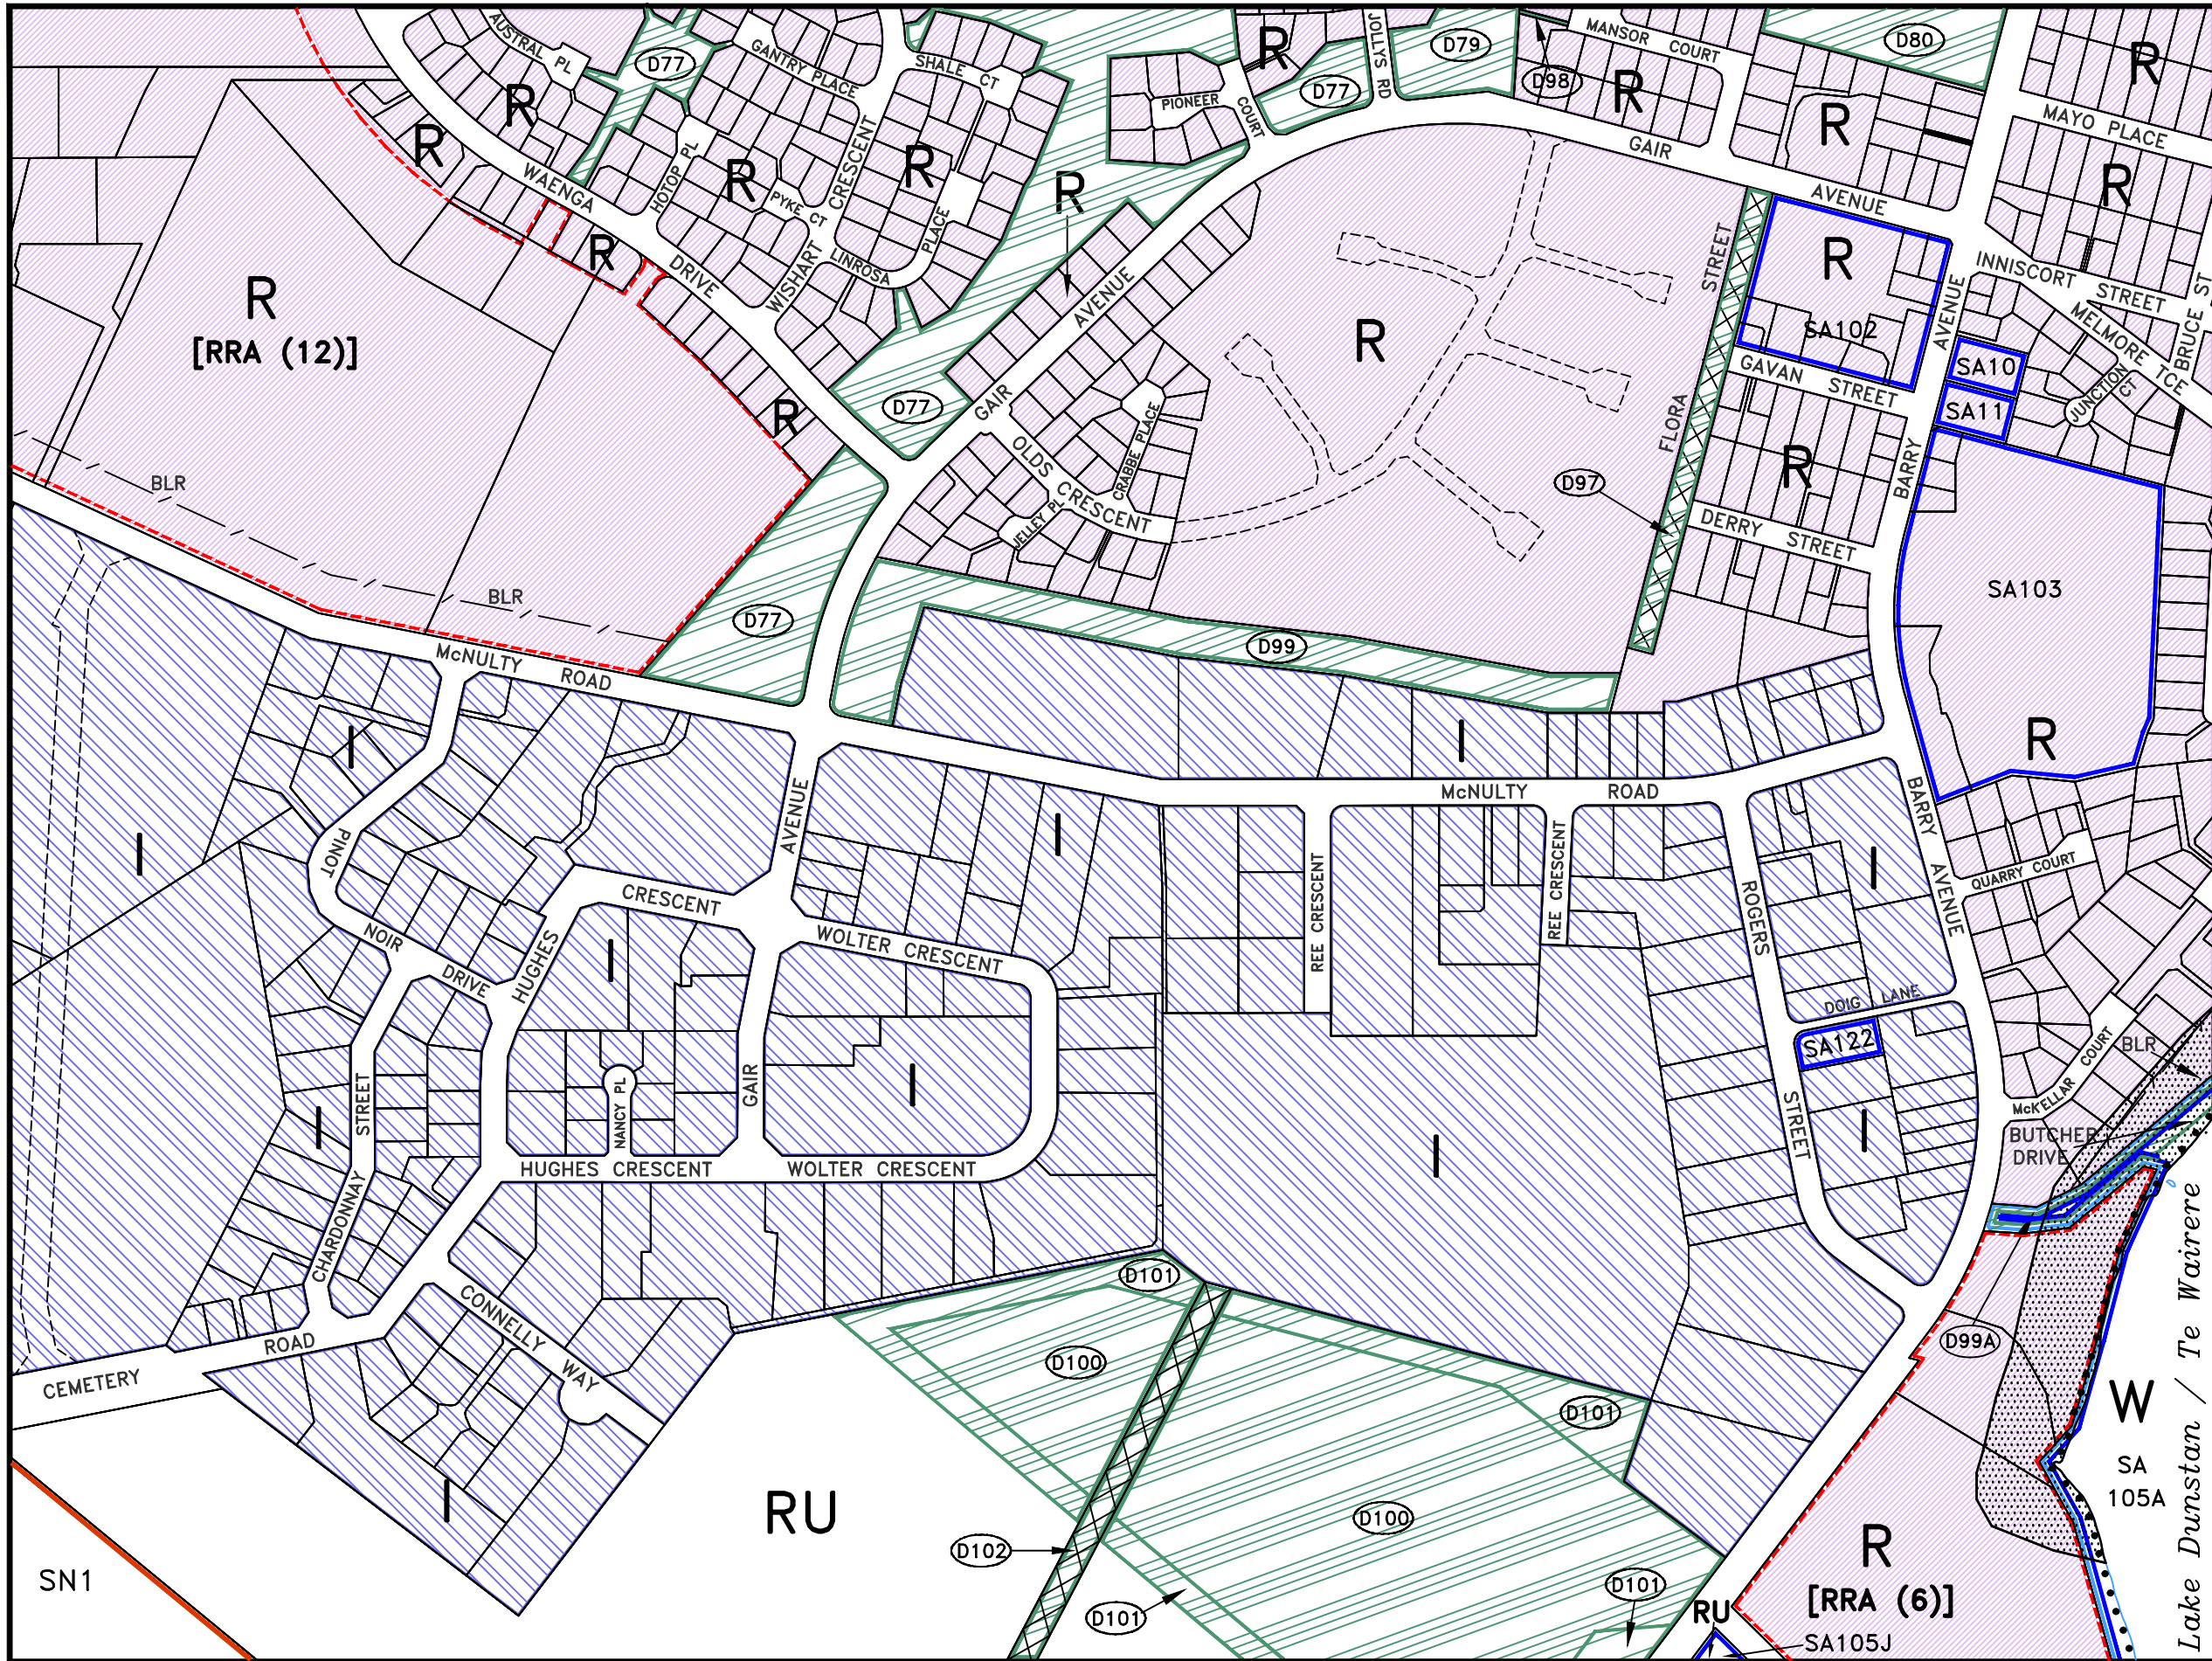 AUSTRAL PL
D77
GANTRY PLACE
SHALE CT
R
JOLLYS RD
D79
MANSOR COURT
D80
R
R
D77
D98
R
R
PIONEER
COURT
MAYO PLACE
R
R
WAENGA
HOTOP PL
R
PYKE CT
CRESCENT
R
PLACE
R
GAIR
AVENUE
R
DRIVE
WISHART
LINROSA
AVENUE
STREET
R
SA102
INNISCORT STREET
MELMORE TCE
BRUCE ST
R
[RRA (12)]
R
AVENUE
SA10
SA11
JUNCTION
CT
R
D77
GAIR
GAVAN STREET
OLDS
CRESCENT
CRABBE PLACE
JELLEY PL
FLORA
R
BARRY
BLR
D97
DERRY STREET
SA103
BLR
D77
D99
McNULTY
ROAD
I
I
R
McNULTY ROAD
AVENUE
BARRY
AVENUE
I
I
PINOT
NOIR
DRIVE
CRESCENT
HUGHES
REE CRESCENT
REE CRESCENT
ROGERS
I
QUARRY COURT
I
WOLTER CRESCENT
DOIG LANE
SA122
STREET
I
McKELLAR COURT
BLR
BUTCHER
DRIVE
I
STREET
NANCY PL
GAIR
I
I
HUGHES CRESCENT
WOLTER CRESCENT
CHARDONNAY
D101
CONNELLY WAY
ROAD
CEMETERY
D100
D101
D99A
W
SA
105A
Lake Dunstan / Te Wairere
I
RU
D100
D102
D101
D101
R
[RRA (6)]
RU
SA105J
SN1